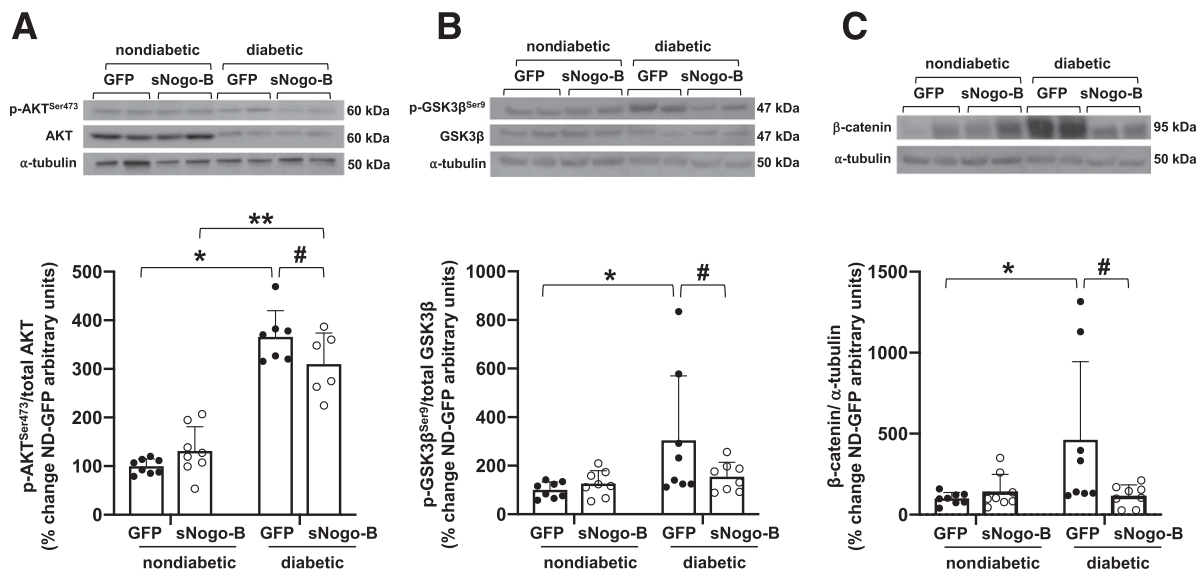 A
nondiabetic diabetic
GFP sNogo-B GFP sNogo-B
p-AKTSer473 60 kDa
AKT 60 kDa
α-tubulin 50 kDa
** 
* #
500
400
300
200
100
0
p-AKTSer473/total AKT
(% change ND-GFP arbitrary units)
GFP sNogo-B GFP sNogo-B
nondiabetic diabetic
B
nondiabetic diabetic
GFP sNogo-B GFP sNogo-B
p-GSK3βSer9 47 kDa
GSK3β 47 kDa
α-tubulin 50 kDa
* #
1000
800
600
400
200
0
p-GSK3βSer9/total GSK3β
(% change ND-GFP arbitrary units)
GFP sNogo-B GFP sNogo-B
nondiabetic diabetic
C
nondiabetic diabetic
GFP sNogo-B GFP sNogo-B
β-catenin 95 kDa
α-tubulin 50 kDa
* #
1500
1000
500
0
β-catenin/ α-tubulin
(% change ND-GFP arbitrary units)
GFP sNogo-B GFP sNogo-B
nondiabetic diabetic